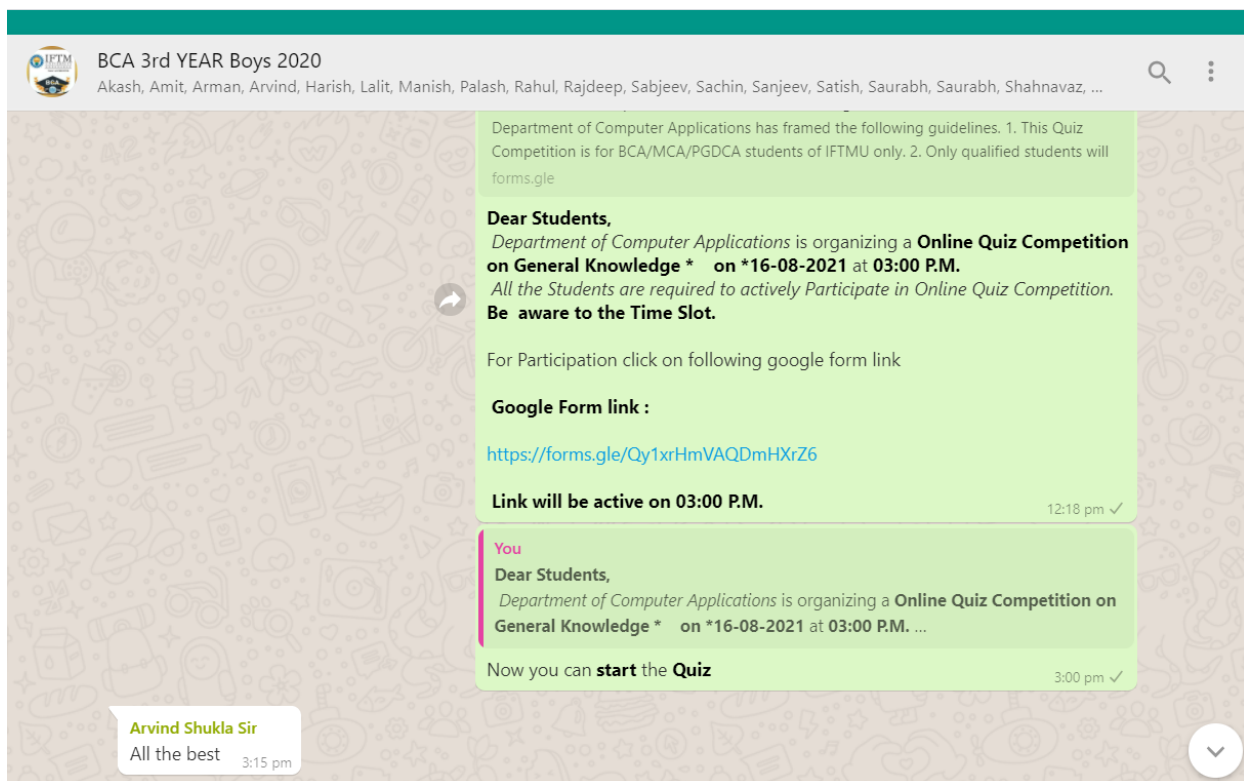 IFTM
BCA
BCA 3rd YEAR Boys 2020
Akash, Amit, Arman, Arvind, Harish, Lalit, Manish, Palash, Rahul, Rajdeep, Sabjeev, Sachin, Sanjeev, Satish, Saurabh, Saurabh, Shahnavaz, ...
Department of Computer Applications has framed the following guidelines. 1. This Quiz
Competition is for BCA/MCA/PGDCA students of IFTMU only. 2. Only qualified students will
forms.gle
Dear Students,
Department of Computer Applications is organizing a Online Quiz Competition
on General Knowledge * on *16-08-2021 at 03:00 P.M.
All the Students are required to actively Participate in Online Quiz Competition.
Be aware to the Time Slot.
For Participation click on following google form link
Google Form link :
https://forms.gle/Qy1xrHmVAQDmHXrZ6
Link will be active on 03:00 P.M.
12:18 pm
You
Dear Students,
Department of Computer Applications is organizing a Online Quiz Competition on
General Knowledge * on *16-08-2021 at 03:00 P.M. ...
Now you can start the Quiz
3:00 pm
Arvind Shukla Sir
All the best
3:15 pm